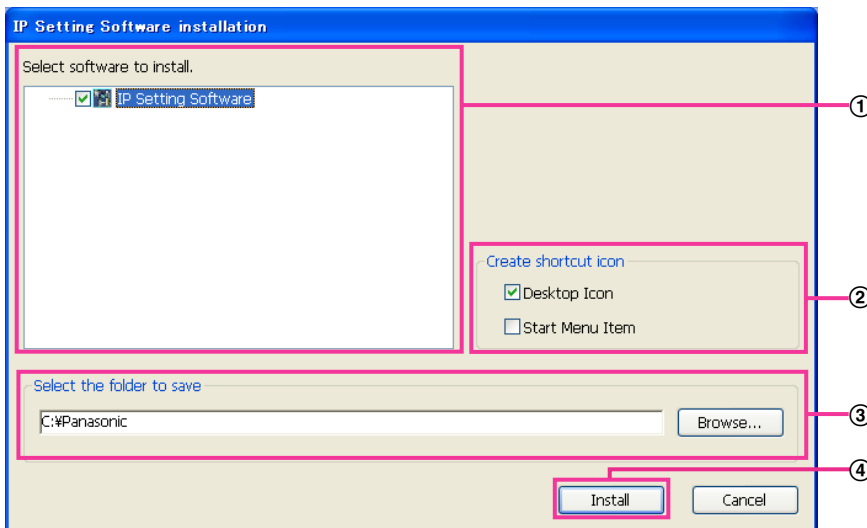 IP Setting Software installation
Select software to install.
IP Setting Software
①
Create shortcut icon
Desktop Icon
Start Menu Item
②
Select the folder to save
C:¥Panasonic
Browse...
③
④
Install
Cancel